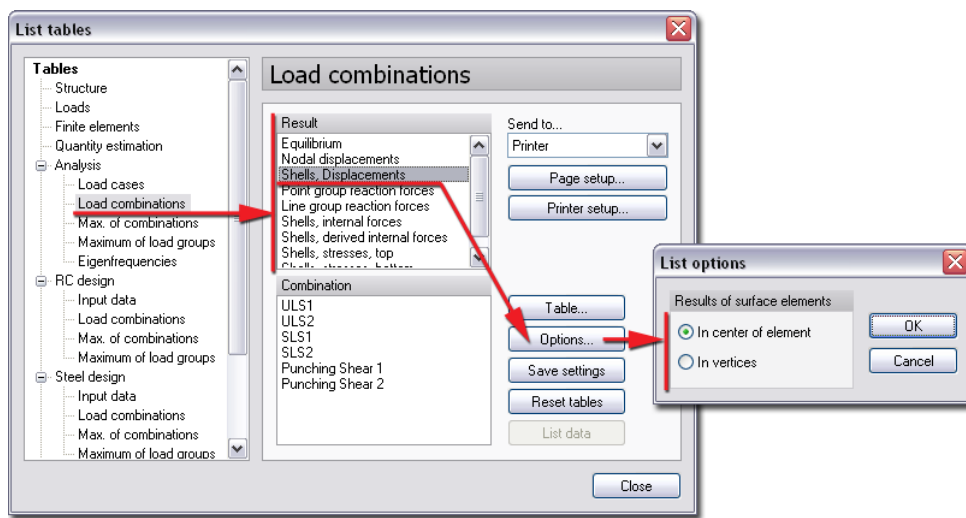 List tables
Tables
Structure
Loads
Finite elements
Quantity estimation
Analysis
Load cases
Load combinations
Max. of combinations
Maximum of load groups
Eigenfrequencies
RC design
Input data
Load combinations
Max. of combinations
Maximum of load groups
Steel design
Input data
Load combinations
Max. of combinations
Maximum of load groups
Load combinations
Result
Equilibrium
Nodal displacements
Shells, Displacements
Point group reaction forces
Line group reaction forces
Shells, internal forces
Shells, derived internal forces
Shells, stresses, top
Shells, stresses, bottom
Combination
ULS1
ULS2
SLS1
SLS2
Punching Shear 1
Punching Shear 2
Send to...
Printer
Page setup...
Printer setup...
Table...
Options...
Save settings
Reset tables
List data
Close
List options
Results of surface elements
In center of element
In vertices
OK
Cancel